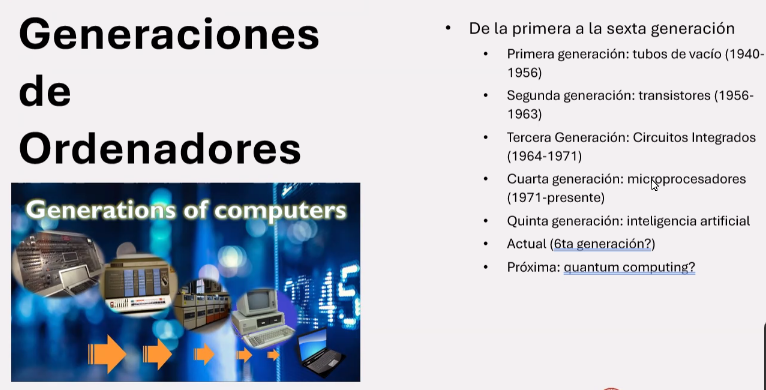 Generaciones
de
Ordenadores
Generations of computers
• De la primera a la sexta generación
• Primera generación: tubos de vacío (1940-
1956)
• Segunda generación: transistores (1956-
1963)
• Tercera Generación: Circuitos Integrados
(1964-1971)
• Cuarta generación: microprocesadores
(1971-presente)
• Quinta generación: inteligencia artificial
• Actual (6ta generación?)
• Próxima: quantum computing?